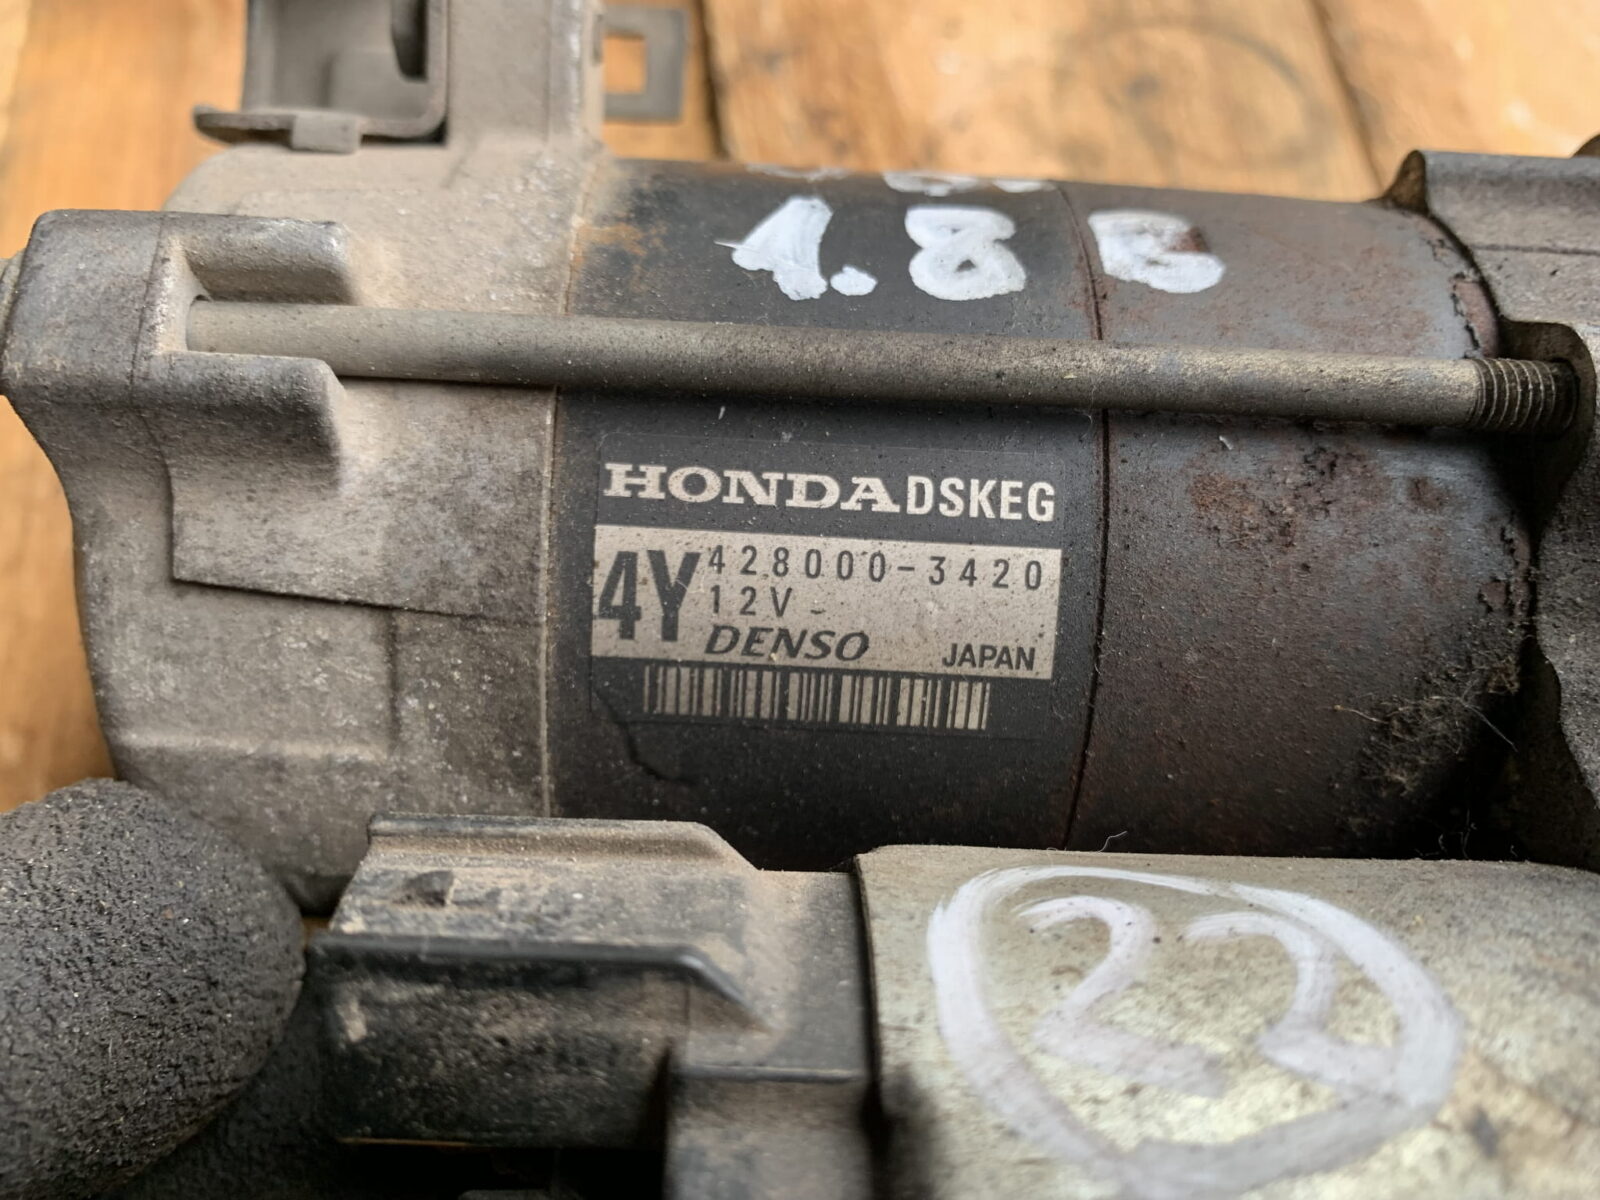 1.8 B
HONDA DSKEG
4Y 428000-3420
12V
DENSO JAPAN
22